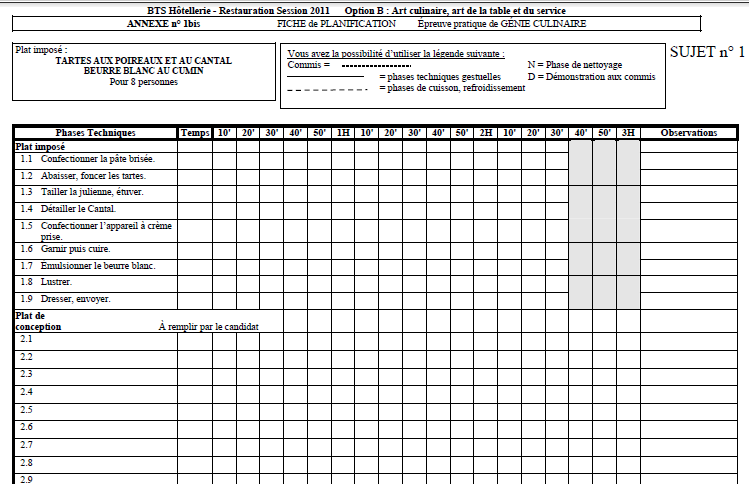 BTS Hôtellerie - Restauration Session 2011 Option B : Art culinaire, art de la table et du service
ANNEXE n° 1bis FICHE de PLANIFICATION Épreuve pratique de GÉNIE CULINAIRE
Plat imposé :
TARTES AUX POIREAUX ET AU CANTAL
BEURRE BLANC AU CUMIN
Pour 8 personnes
Vous avez la possibilité d'utiliser la légende suivante :
Commis = N = Phase de nettoyage
= phases techniques gestuelles D = Démonstration aux commis
= phases de cuisson, refroidissement
SUJET n° 1
Phases Techniques Temps 10' 20' 30' 40' 50' 1H 10' 20' 30' 40' 50' 2H 10' 20' 30' 40' 50' 3H Observations
Plat imposé
1.1 Confectionner la pâte brisée.
1.2 Abaisser, foncer les tartes.
1.3 Tailler la julienne, étuver.
1.4 Détailler le Cantal.
1.5 Confectionner l'appareil à crème
prise.
1.6 Garnir puis cuire.
1.7 Émulsionner le beurre blanc.
1.8 Lustrer.
1.9 Dresser, envoyer.
Plat de
conception À remplir par le candidat
2.1
2.2
2.3
2.4
2.5
2.6
2.7
2.8
2.9